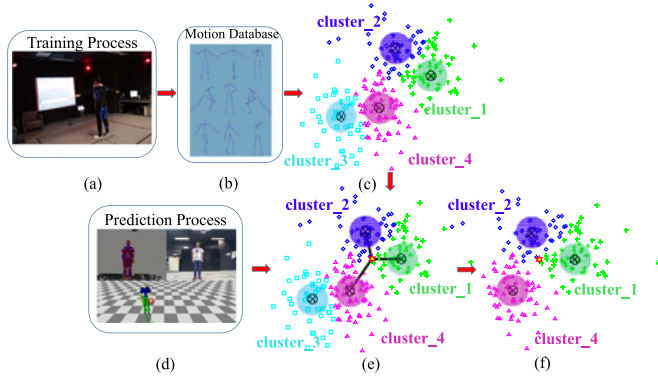 Training Process
Motion Database
cluster_2
cluster_1
cluster_3
cluster_4
(a)
(b)
(c)
Prediction Process
cluster_2
cluster_1
cluster_3
cluster_4
cluster_2
cluster_1
cluster_4
(d)
(e)
(f)